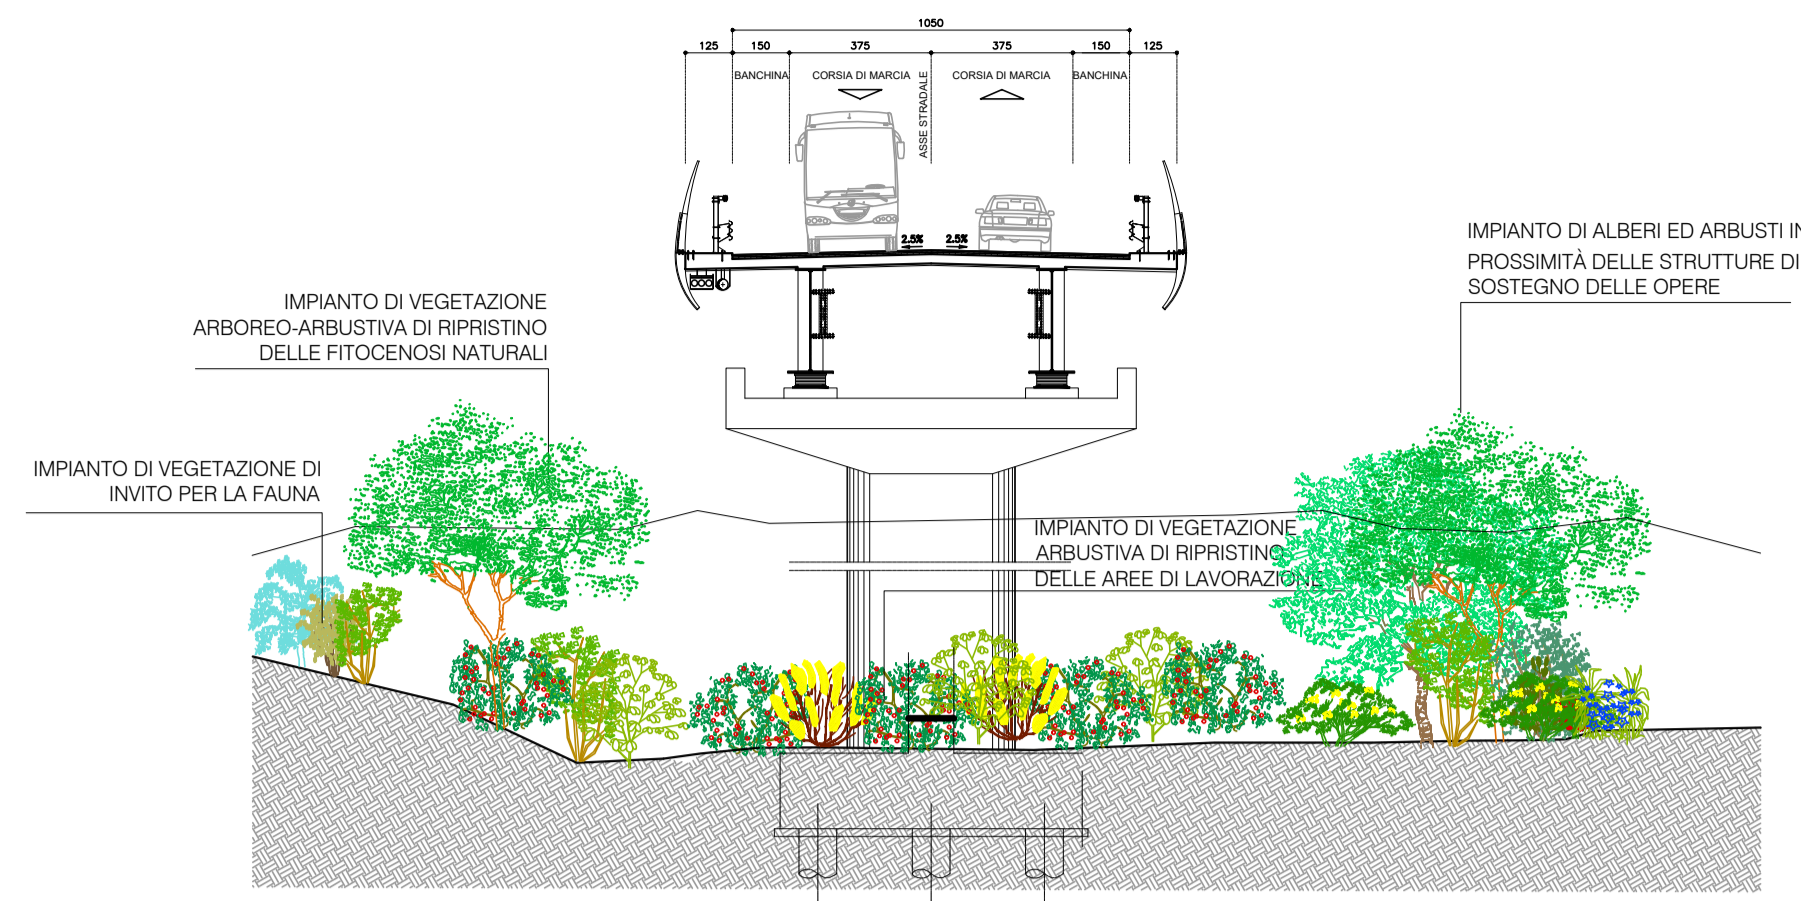 1050
125 150 375 375 150 125
BANCHINA CORSIA DI MARCIA ASSE STRADALE CORSIA DI MARCIA BANCHINA
2.5% 2.5%
IMPIANTO DI ALBERI ED ARBUSTI IN
PROSSIMITÀ DELLE STRUTTURE DI
SOSTEGNO DELLE OPERE
IMPIANTO DI VEGETAZIONE
ARBOREO-ARBUSTIVA DI RIPRISTINO
DELLE FITOCENOSI NATURALI
IMPIANTO DI VEGETAZIONE DI
INVITO PER LA FAUNA
IMPIANTO DI VEGETAZIONE
ARBUSTIVA DI RIPRISTINO
DELLE AREE DI LAVORAZIONE